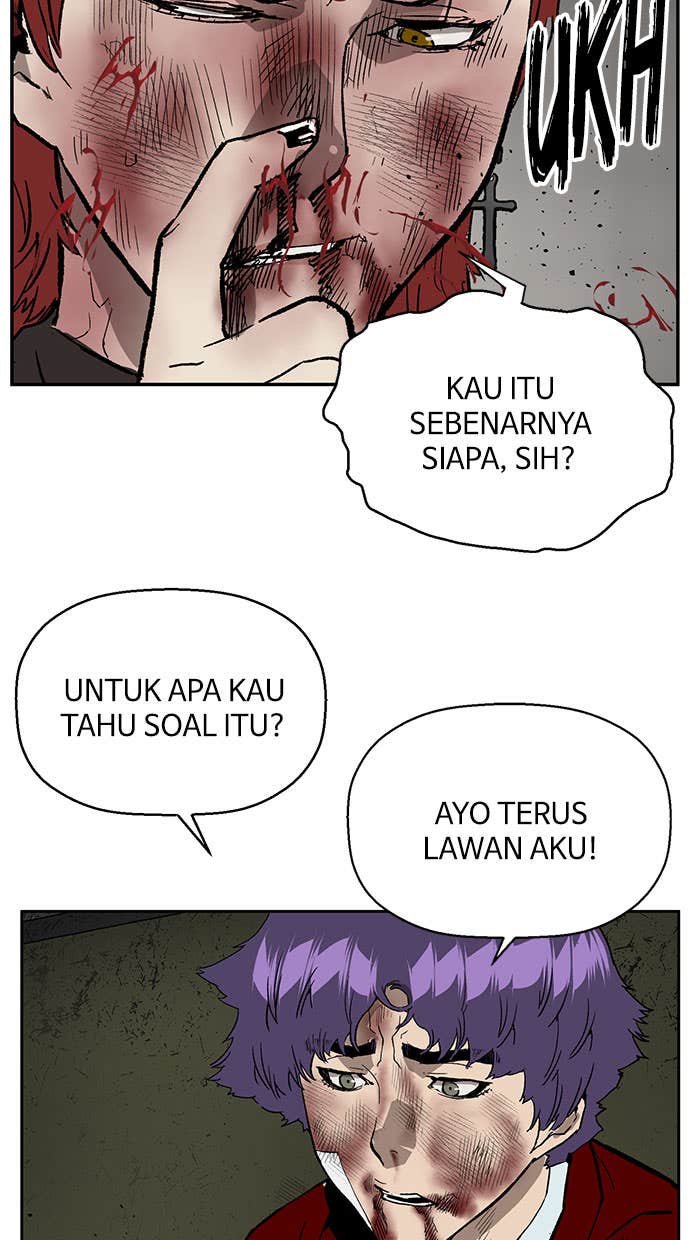 UKH
KAU ITU
SEBENARNYA
SIAPA, SIH?
UNTUK APA KAU
TAHU SOAL ITU?
AYO TERUS
LAWAN AKU!